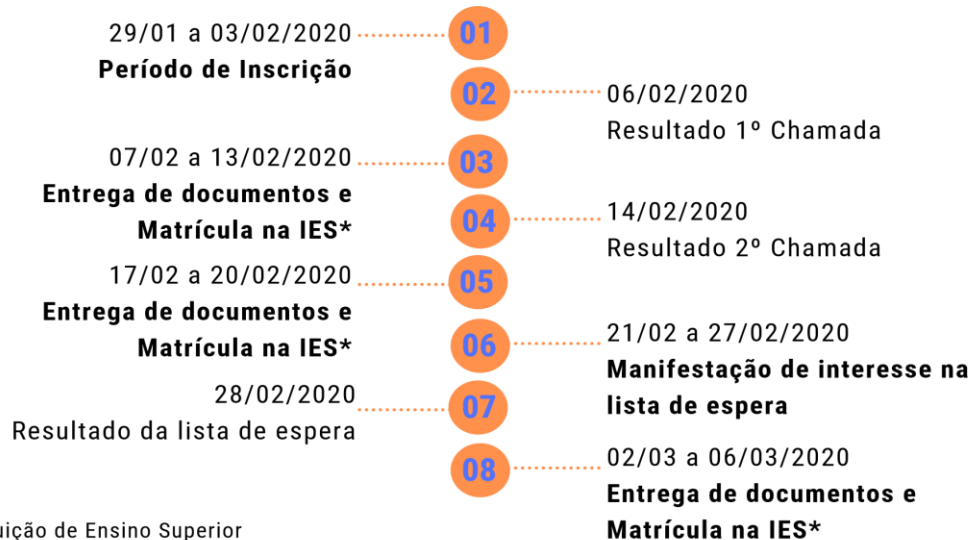 29/01 a 03/02/2020
Período de Inscrição
01
02
06/02/2020
Resultado 1º Chamada
07/02 a 13/02/2020
Entrega de documentos e
Matrícula na IES*
03
04
14/02/2020
Resultado 2º Chamada
17/02 a 20/02/2020
Entrega de documentos e
Matrícula na IES*
05
06
21/02 a 27/02/2020
Manifestação de interesse na
lista de espera
28/02/2020
Resultado da lista de espera
07
08
02/03 a 06/03/2020
Entrega de documentos e
Matrícula na IES*
uição de Ensino Superior